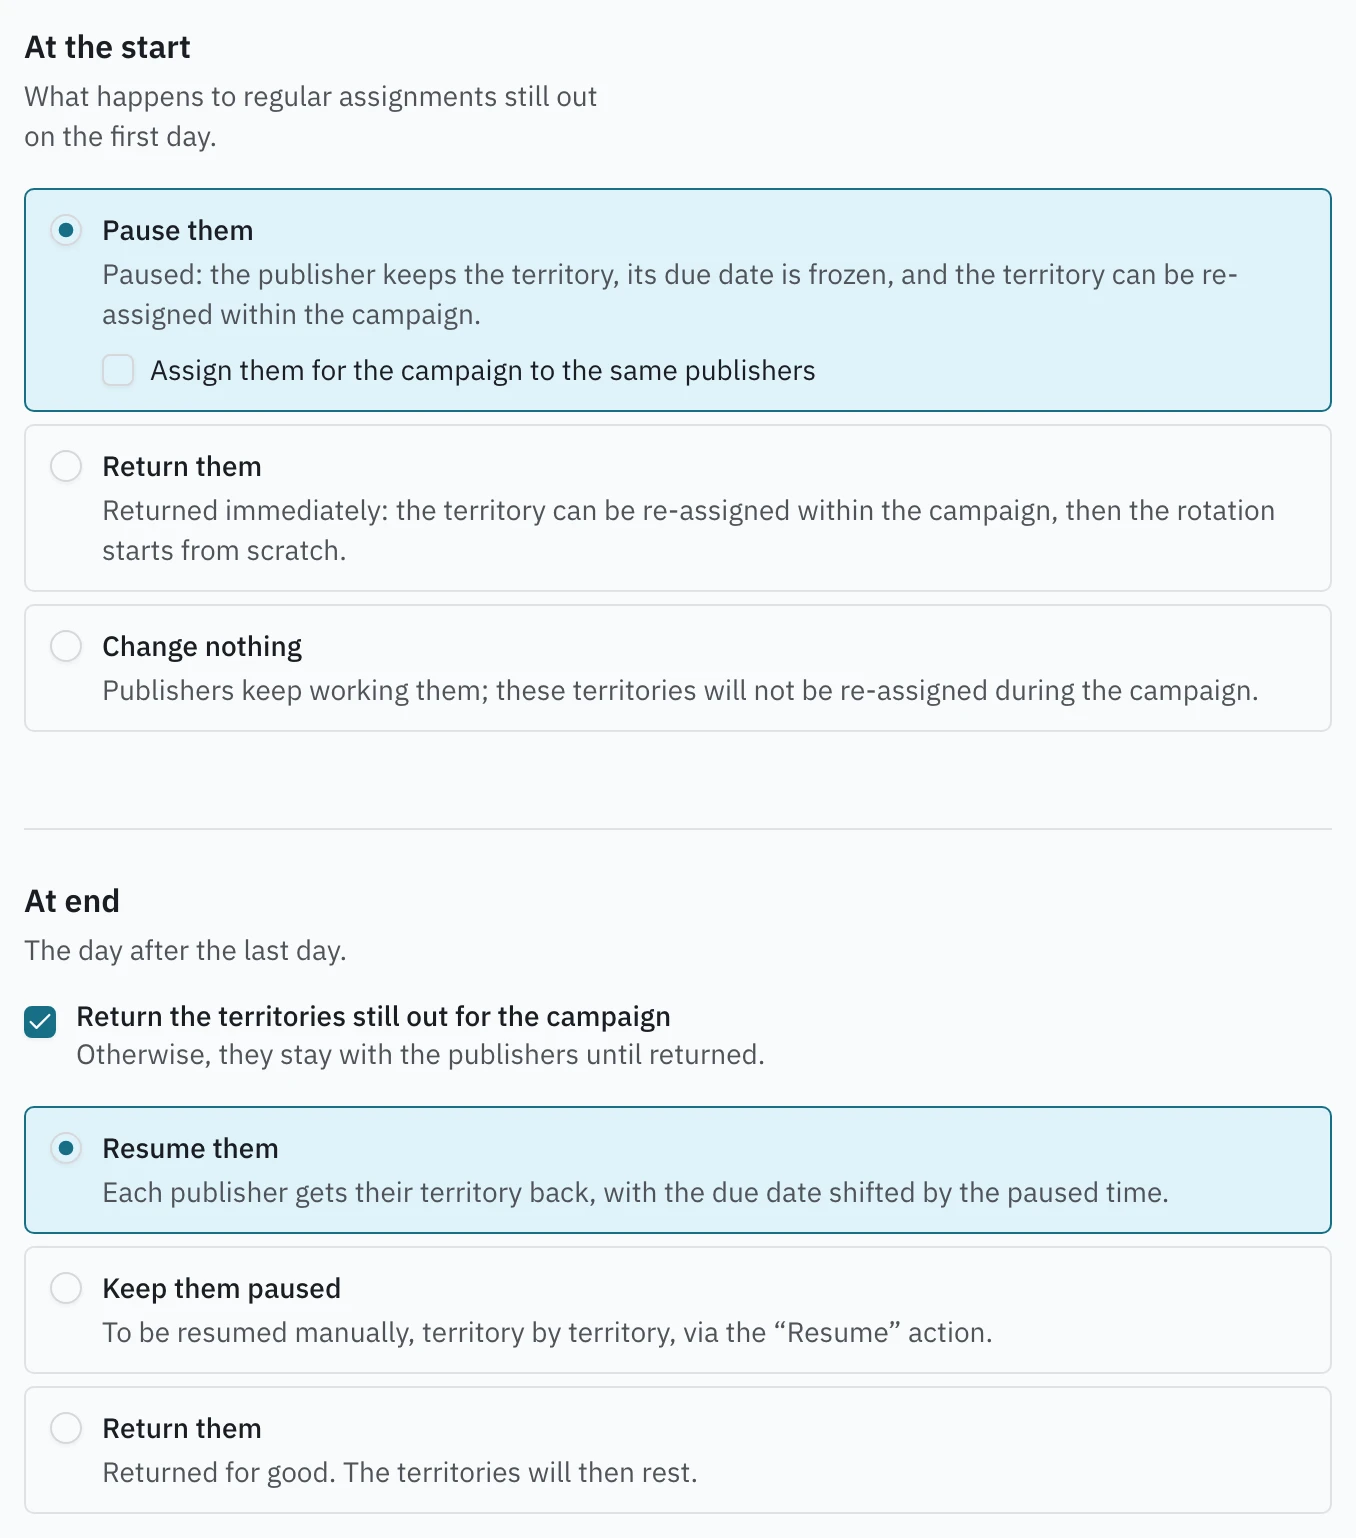 At the start
What happens to regular assignments still out
on the first day.
Pause them
Paused: the publisher keeps the territory, its due date is frozen, and the territory can be re-
assigned within the campaign.
Assign them for the campaign to the same publishers
Return them
Returned immediately: the territory can be re-assigned within the campaign, then the rotation
starts from scratch.
Change nothing
Publishers keep working them; these territories will not be re-assigned during the campaign.
At end
The day after the last day.
Return the territories still out for the campaign
Otherwise, they stay with the publishers until returned.
Resume them
Each publisher gets their territory back, with the due date shifted by the paused time.
Keep them paused
To be resumed manually, territory by territory, via the “Resume” action.
Return them
Returned for good. The territories will then rest.